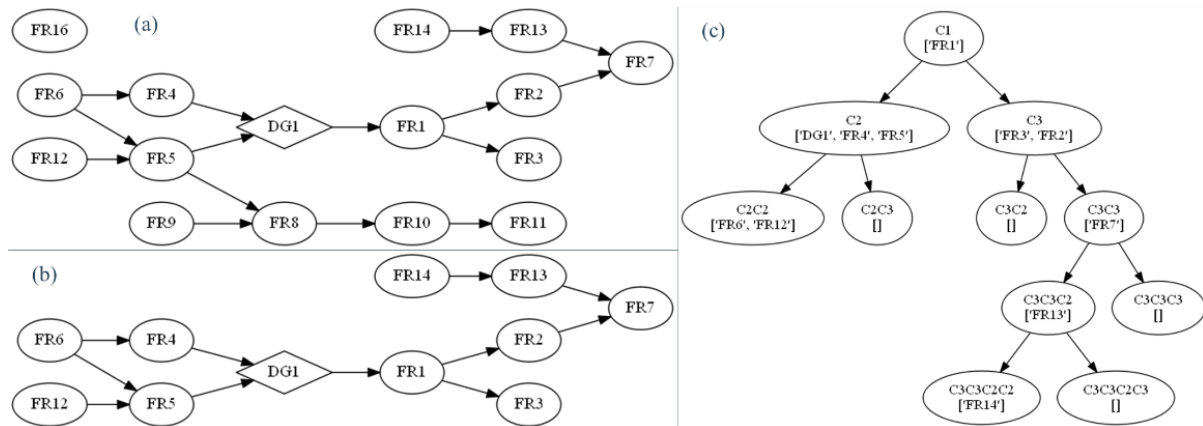 (a)
FR16
FR14
FR13
FR7
FR6
FR4
FR2
DG1
FR1
FR12
FR5
FR3
FR9
FR8
FR10
FR11
(b)
FR14
FR13
FR7
FR6
FR4
FR2
DG1
FR1
FR12
FR5
FR3
(c)
C1
['FR1']
C2
['DG1', 'FR4', 'FR5']
C3
['FR3', 'FR2']
C2C2
['FR6', 'FR12']
C2C3
[]
C3C2
[]
C3C3
['FR7']
C3C3C2
['FR13']
C3C3C3
[]
C3C3C2C2
['FR14']
C3C3C2C3
[]